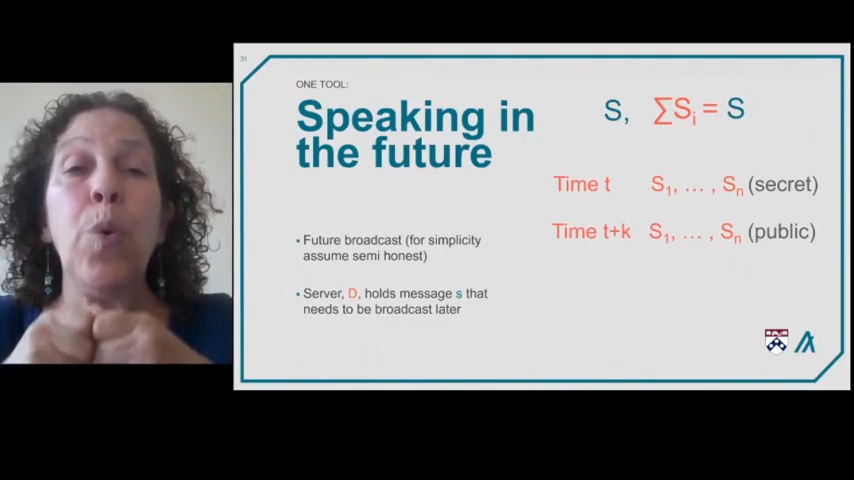 31
ONE TOOL:
Speaking in
the future
S, ∑Sᵢ = S
Time t S₁, … , Sₙ (secret)
Time t+k S₁, … , Sₙ (public)
▪ Future broadcast (for simplicity
assume semi honest)
▪ Server, D, holds message s that
needs to be broadcast later